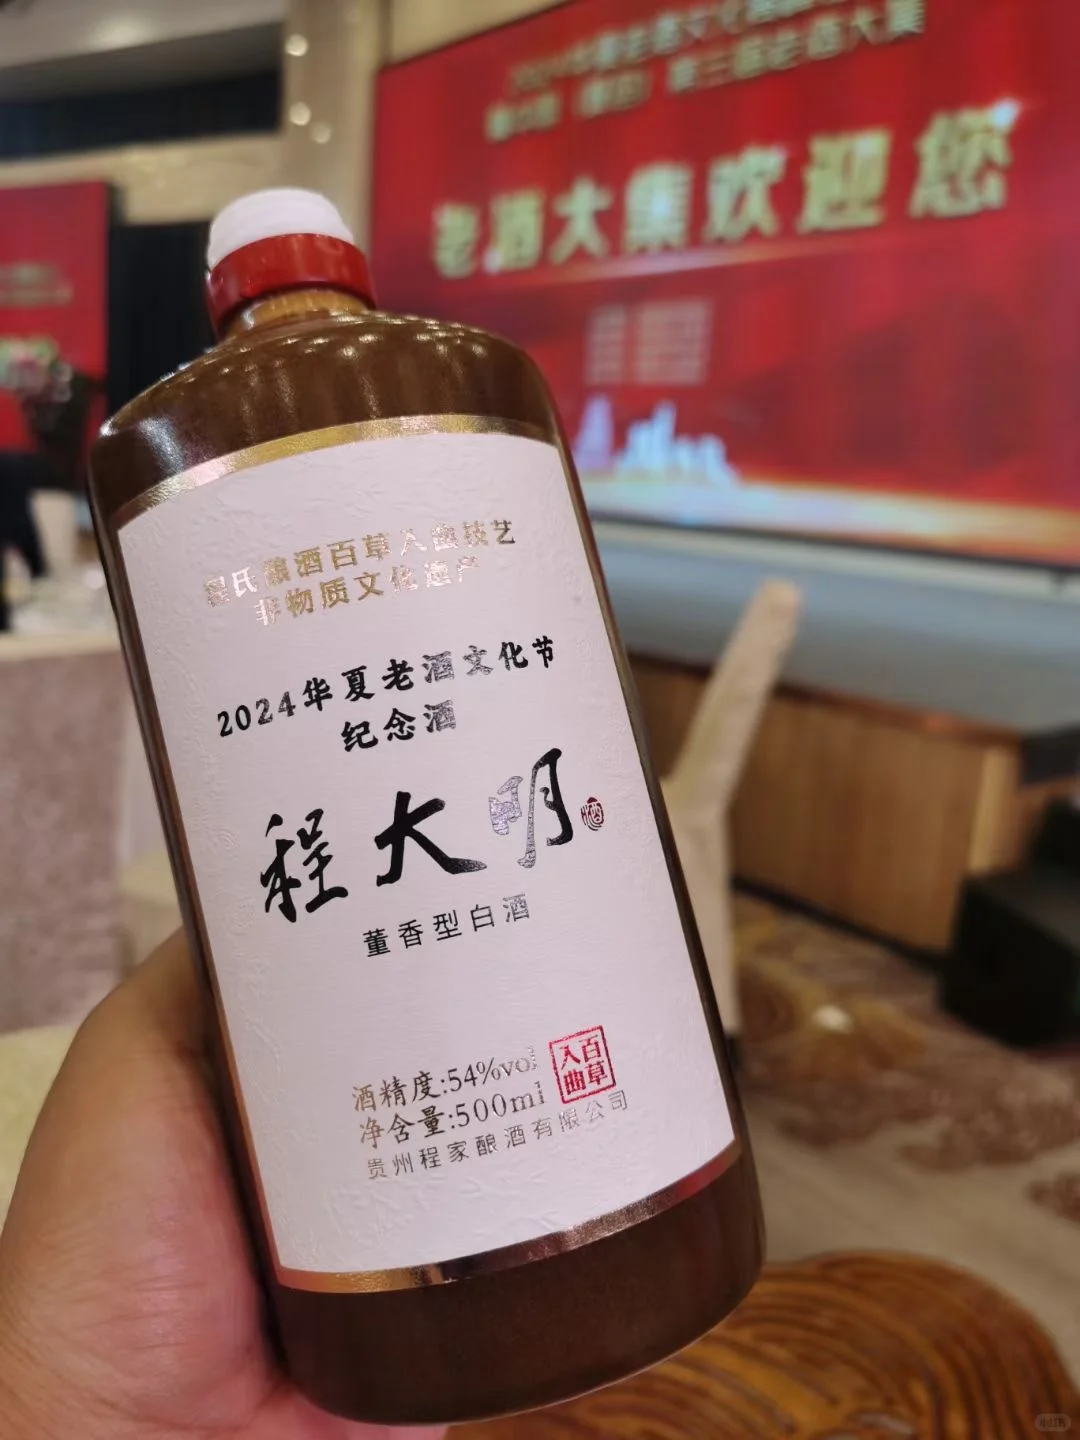 老酒大集欢迎您
程氏酿酒百草入曲技艺
非物质文化遗产
2024华夏老酒文化节
纪念酒
程大明
酒
董香型白酒
酒精度:54%vol
净含量:500ml
百草
入曲
贵州程家酿酒有限公司
小红书